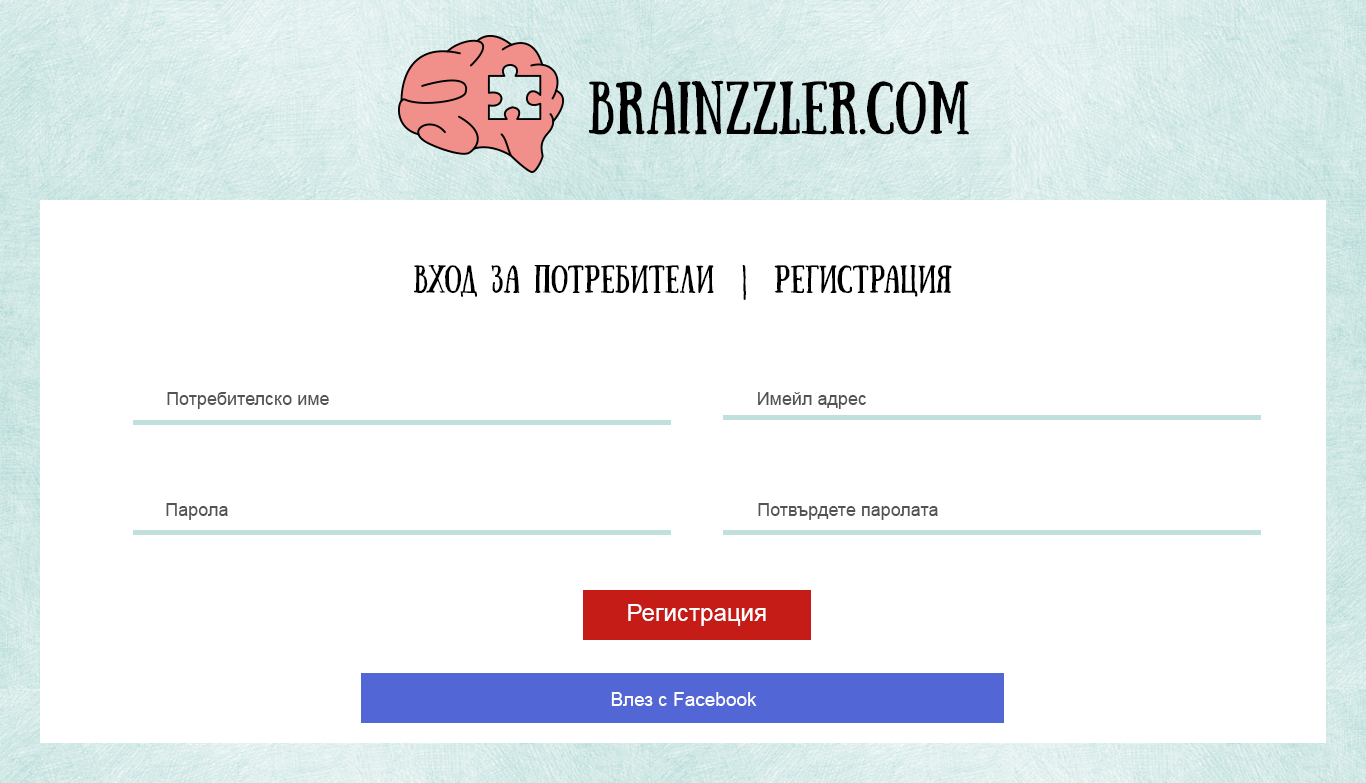 BRAINZZLER.COM
ВХОД ЗА ПОТРЕБИТЕЛИ | РЕГИСТРАЦИЯ
Потребителско име
Имейл адрес
Парола
Потвърдете паролата
Регистрация
Влез с Facebook